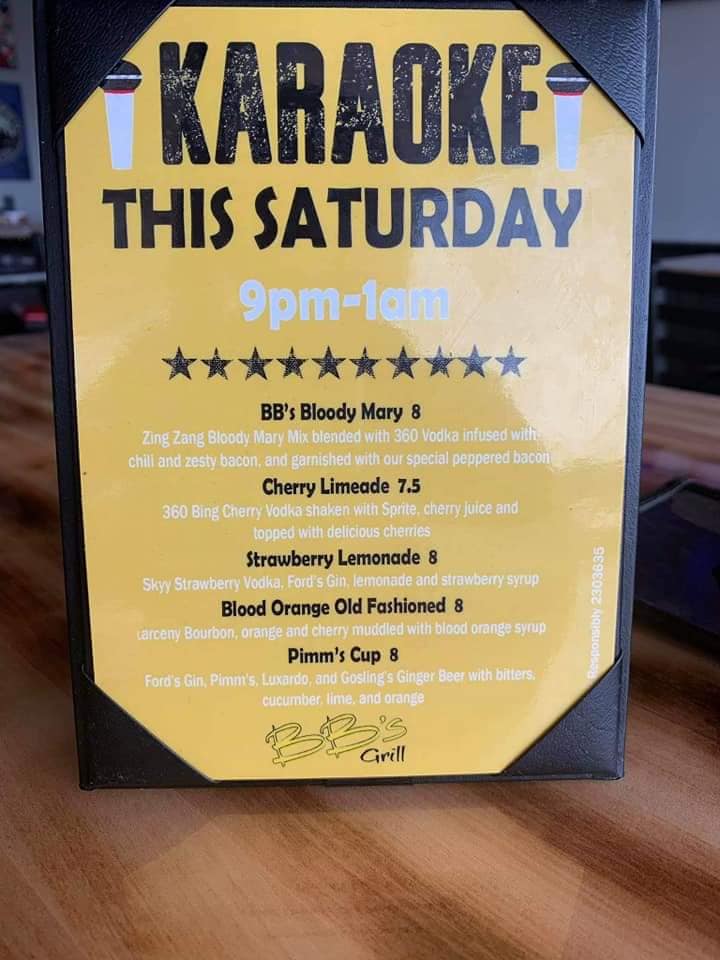 KARAOKE
THIS SATURDAY
9pm-1am
BB's Bloody Mary 8
Zing Zang Bloody Mary Mix blended with 360 Vodka infused with
chili and zesty bacon, and garnished with our special peppered bacon
Cherry Limeade 7.5
360 Bing Cherry Vodka shaken with Sprite, cherry juice and
topped with delicious cherries
Strawberry Lemonade 8
Skyy Strawberry Vodka, Ford's Gin, lemonade and strawberry syrup
Blood Orange Old Fashioned 8
arceny Bourbon, orange and cherry muddled with blood orange syrup
Pimm's Cup 8
Ford's Gin, Pimm's, Luxardo, and Gosling's Ginger Beer with bitters,
cucumber, lime, and orange
BB's
Grill
Responsibly 2303635